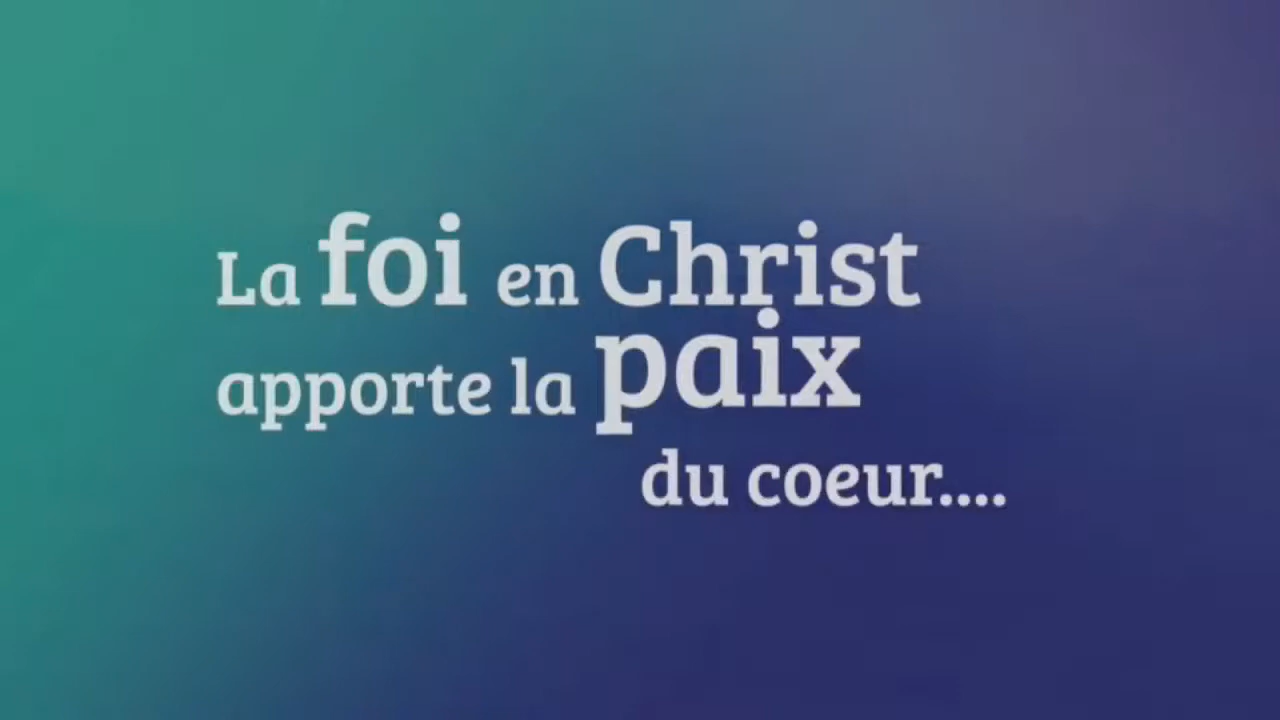 La foi en Christ
apporte la paix
du coeur....